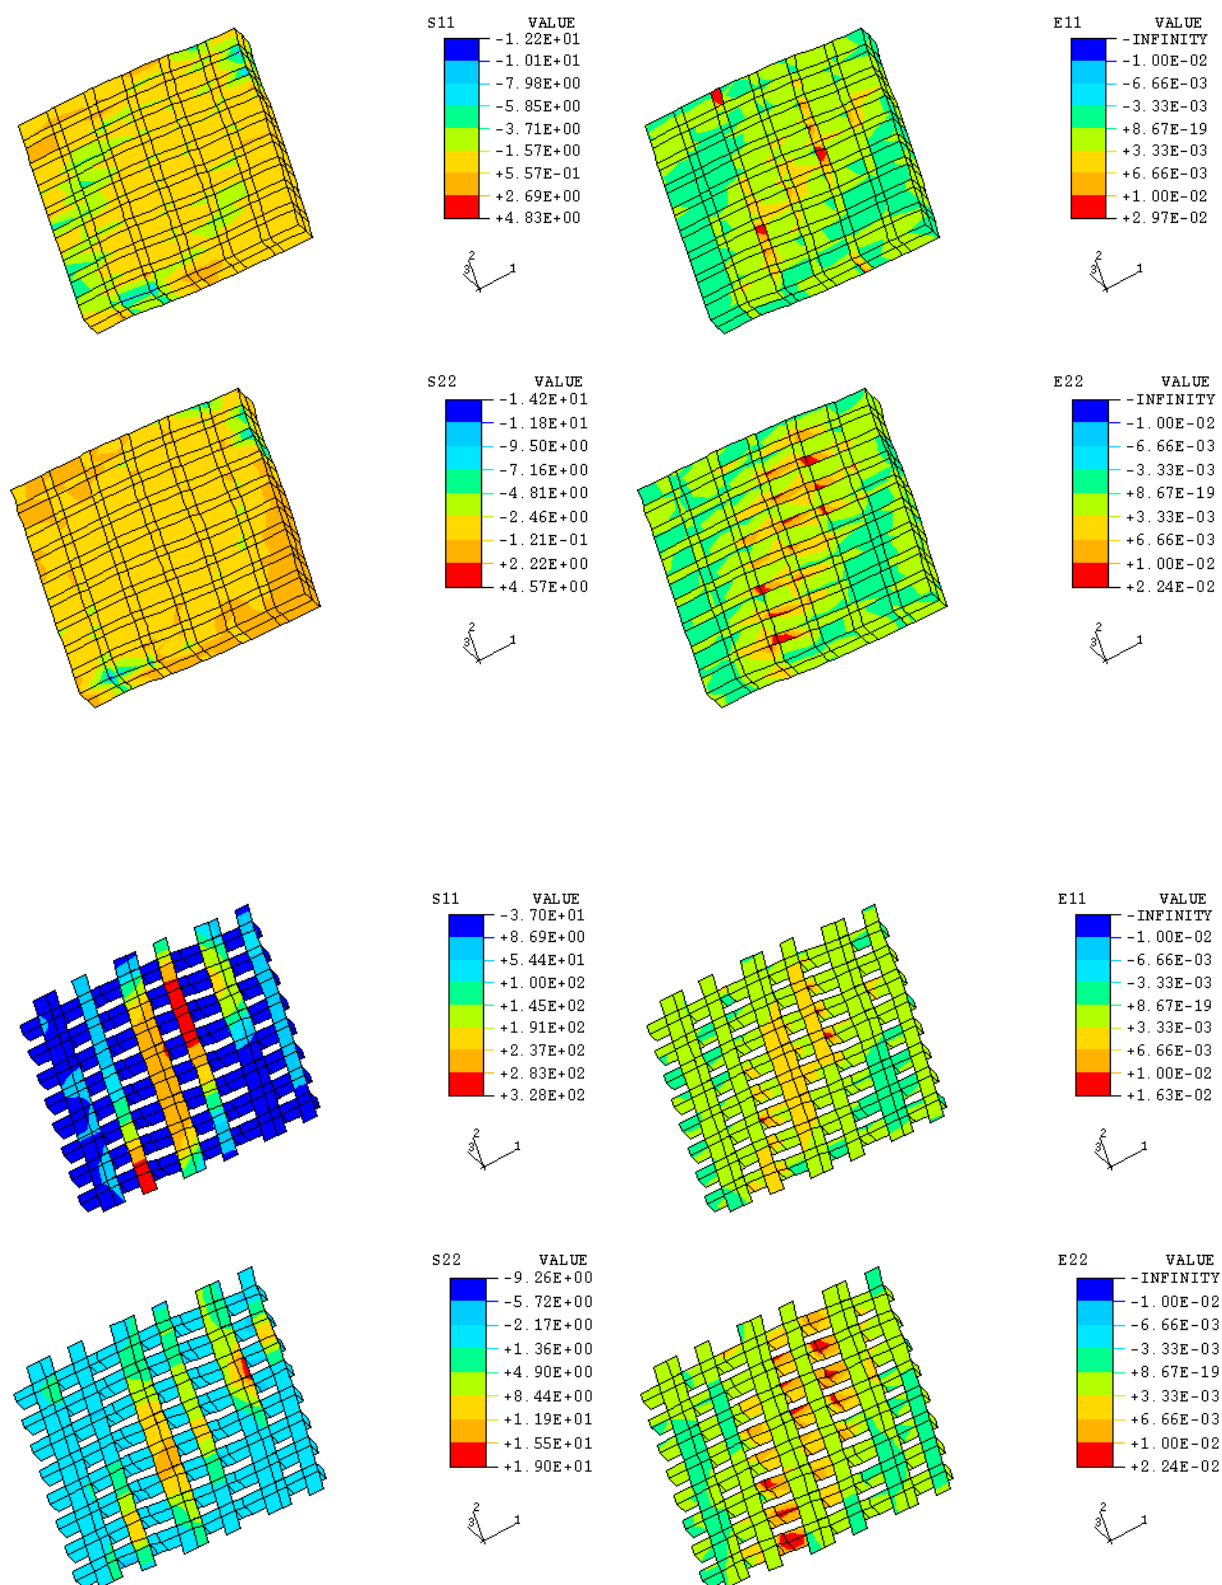 S11 VALUE
-1.22E+01
-1.01E+01
-7.98E+00
-5.85E+00
-3.71E+00
-1.57E+00
+5.57E-01
+2.69E+00
+4.83E+00
2
3
1
E11 VALUE
-INFINITY
-1.00E-02
-6.66E-03
-3.33E-03
+8.67E-19
+3.33E-03
+6.66E-03
+1.00E-02
+2.97E-02
2
3
1
S22 VALUE
-1.42E+01
-1.18E+01
-9.50E+00
-7.16E+00
-4.81E+00
-2.46E+00
-1.21E-01
+2.22E+00
+4.57E+00
2
3
1
E22 VALUE
-INFINITY
-1.00E-02
-6.66E-03
-3.33E-03
+8.67E-19
+3.33E-03
+6.66E-03
+1.00E-02
+2.24E-02
2
3
1
S11 VALUE
-3.70E+01
+8.69E+00
+5.44E+01
+1.00E+02
+1.45E+02
+1.91E+02
+2.37E+02
+2.83E+02
+3.28E+02
2
3
1
E11 VALUE
-INFINITY
-1.00E-02
-6.66E-03
-3.33E-03
+8.67E-19
+3.33E-03
+6.66E-03
+1.00E-02
+1.63E-02
2
3
1
S22 VALUE
-9.26E+00
-5.72E+00
-2.17E+00
+1.36E+00
+4.90E+00
+8.44E+00
+1.19E+01
+1.55E+01
+1.90E+01
2
3
1
E22 VALUE
-INFINITY
-1.00E-02
-6.66E-03
-3.33E-03
+8.67E-19
+3.33E-03
+6.66E-03
+1.00E-02
+2.24E-02
2
3
1